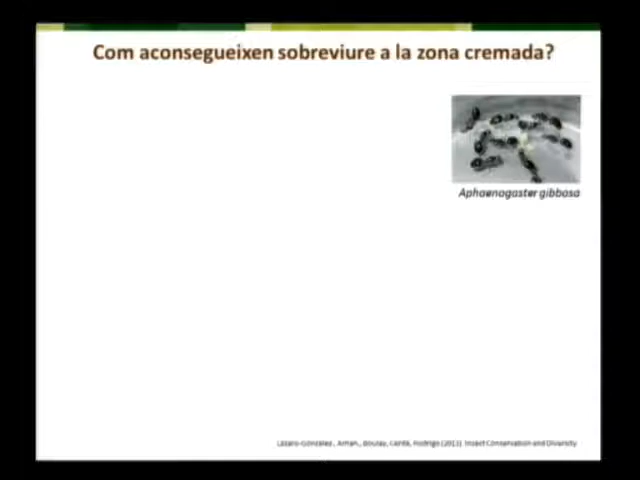 Com aconsegueixen sobreviure a la zona cremada?
Aphaenogaster gibbosa
Lázaro-González, Arnan, Boulay, Cerdá, Rodrigo (2013) Insect Conservation and Diversity